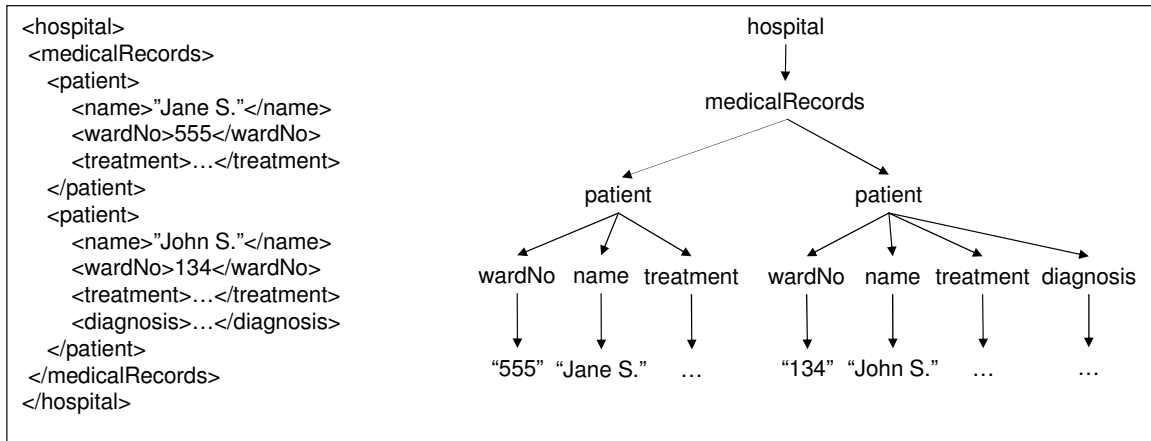 <hospital>
<medicalRecords>
<patient>
<name>”Jane S.”</name>
<wardNo>555</wardNo>
<treatment>…</treatment>
</patient>
<patient>
<name>”John S.”</name>
<wardNo>134</wardNo>
<treatment>…</treatment>
<diagnosis>…</diagnosis>
</patient>
</medicalRecords>
</hospital>
hospital
medicalRecords
patient patient
wardNo name treatment wardNo name treatment diagnosis
“555” “Jane S.” … “134” “John S.” … …